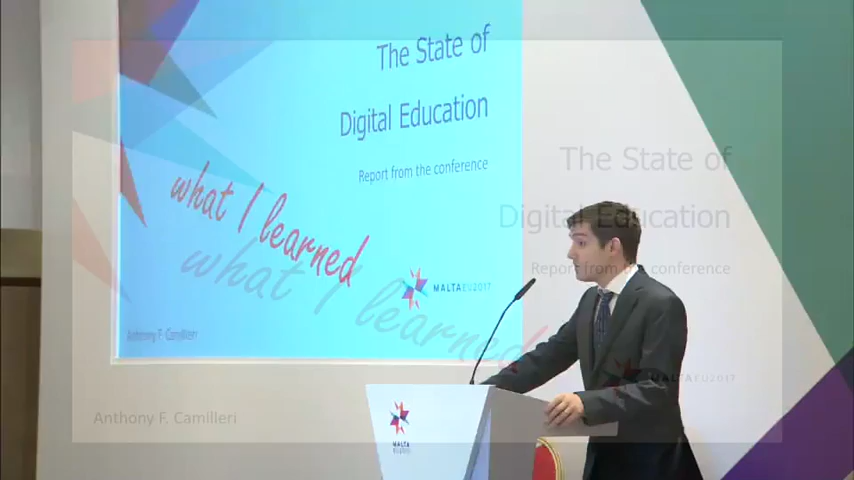 The State of
Digital Education
Report from the conference
what I learned
MALTAEU2017
Anthony F. Camilleri
The State of
Digital Education
Report from the conference
what I learned
MALTAEU2017
Anthony F. Camilleri
MALTA
EU2017